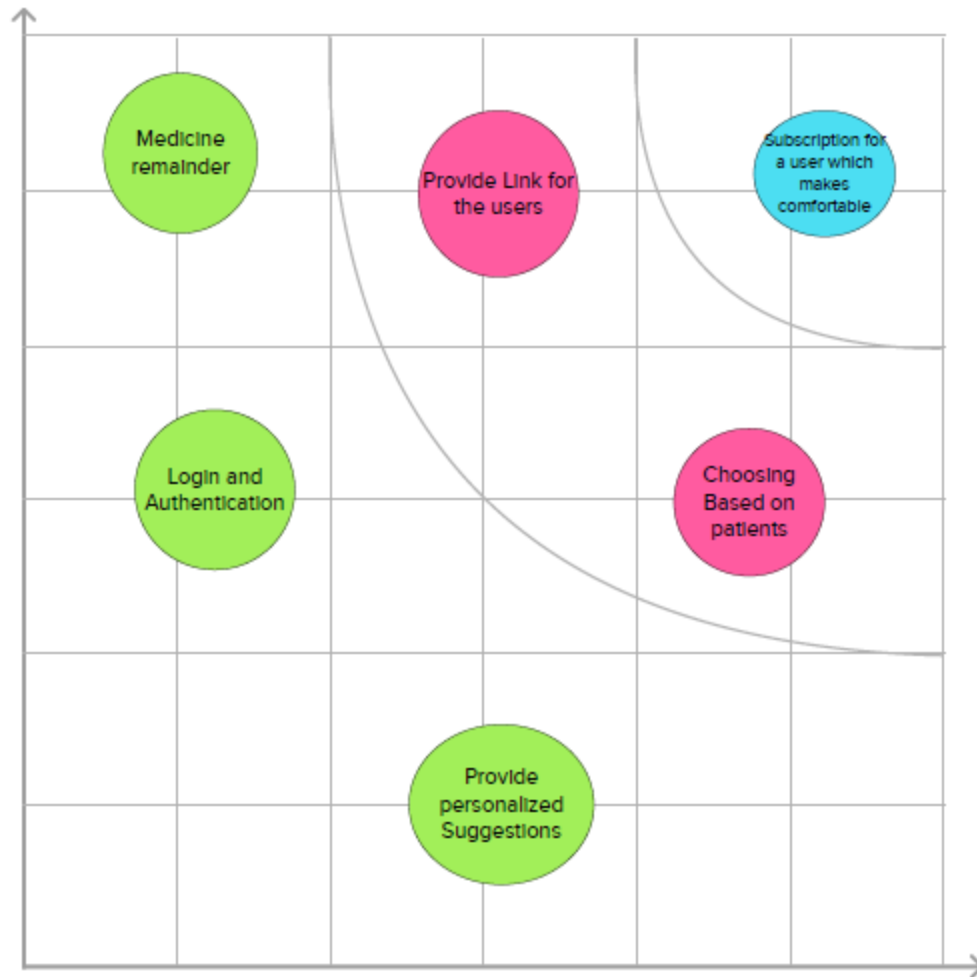 Medicine
remainder
Provide Link for
the users
Subscription for
a user which
makes
comfortable
Login and
Authentication
Choosing
Based on
patients
Provide
personalized
Suggestions